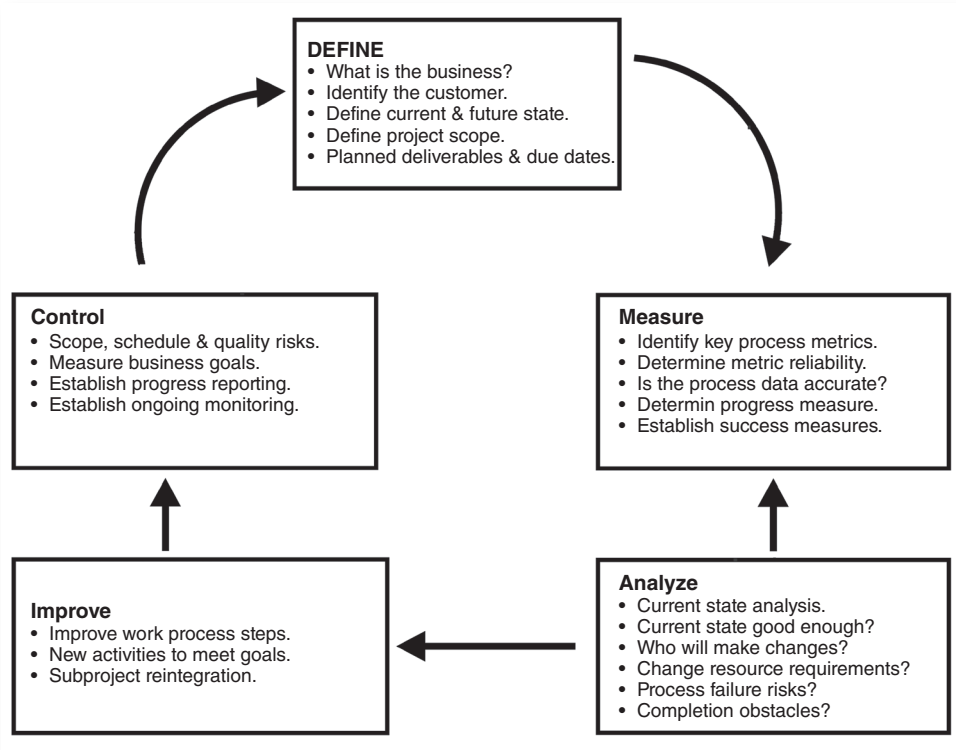 DEFINE
• What is the business?
• Identify the customer.
• Define current & future state.
• Define project scope.
• Planned deliverables & due dates.
Control
• Scope, schedule & quality risks.
• Measure business goals.
• Establish progress reporting.
• Establish ongoing monitoring.
Measure
• Identify key process metrics.
• Determine metric reliability.
• Is the process data accurate?
• Determin progress measure.
• Establish success measures.
Improve
• Improve work process steps.
• New activities to meet goals.
• Subproject reintegration.
Analyze
• Current state analysis.
• Current state good enough?
• Who will make changes?
• Change resource requirements?
• Process failure risks?
• Completion obstacles?